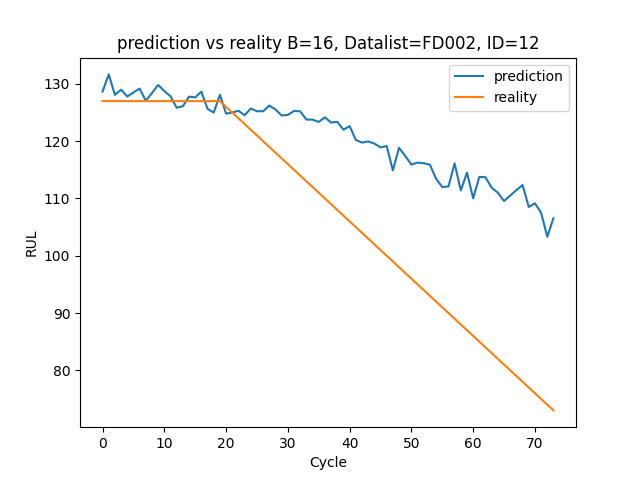 prediction vs reality B=16, Datalist=FD002, ID=12
prediction
reality
RUL
130
120
110
100
90
80
0 10 20 30 40 50 60 70
Cycle